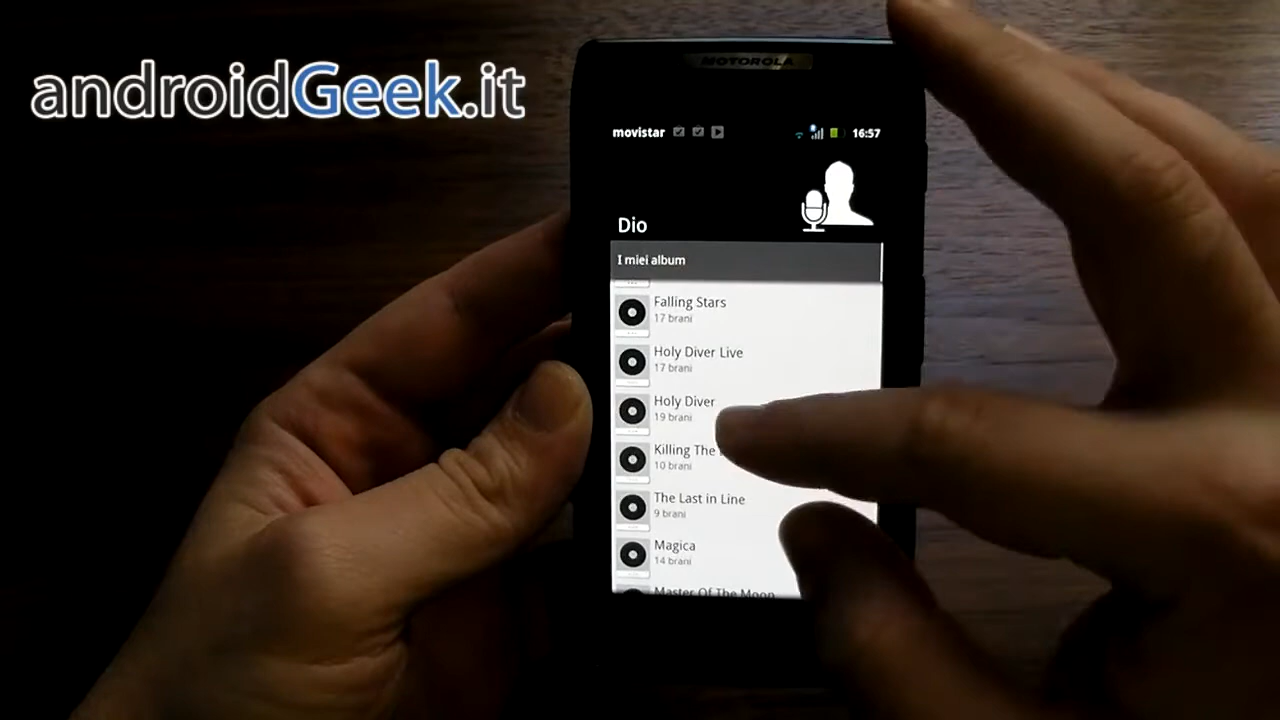 androidGeek.it
MOTOROLA
movistar 16:57
Dio
I miei album
Falling Stars
17 brani
Holy Diver Live
17 brani
Holy Diver
19 brani
Killing The
10 brani
The Last in Line
9 brani
Magica
14 brani
Master Of The Moon